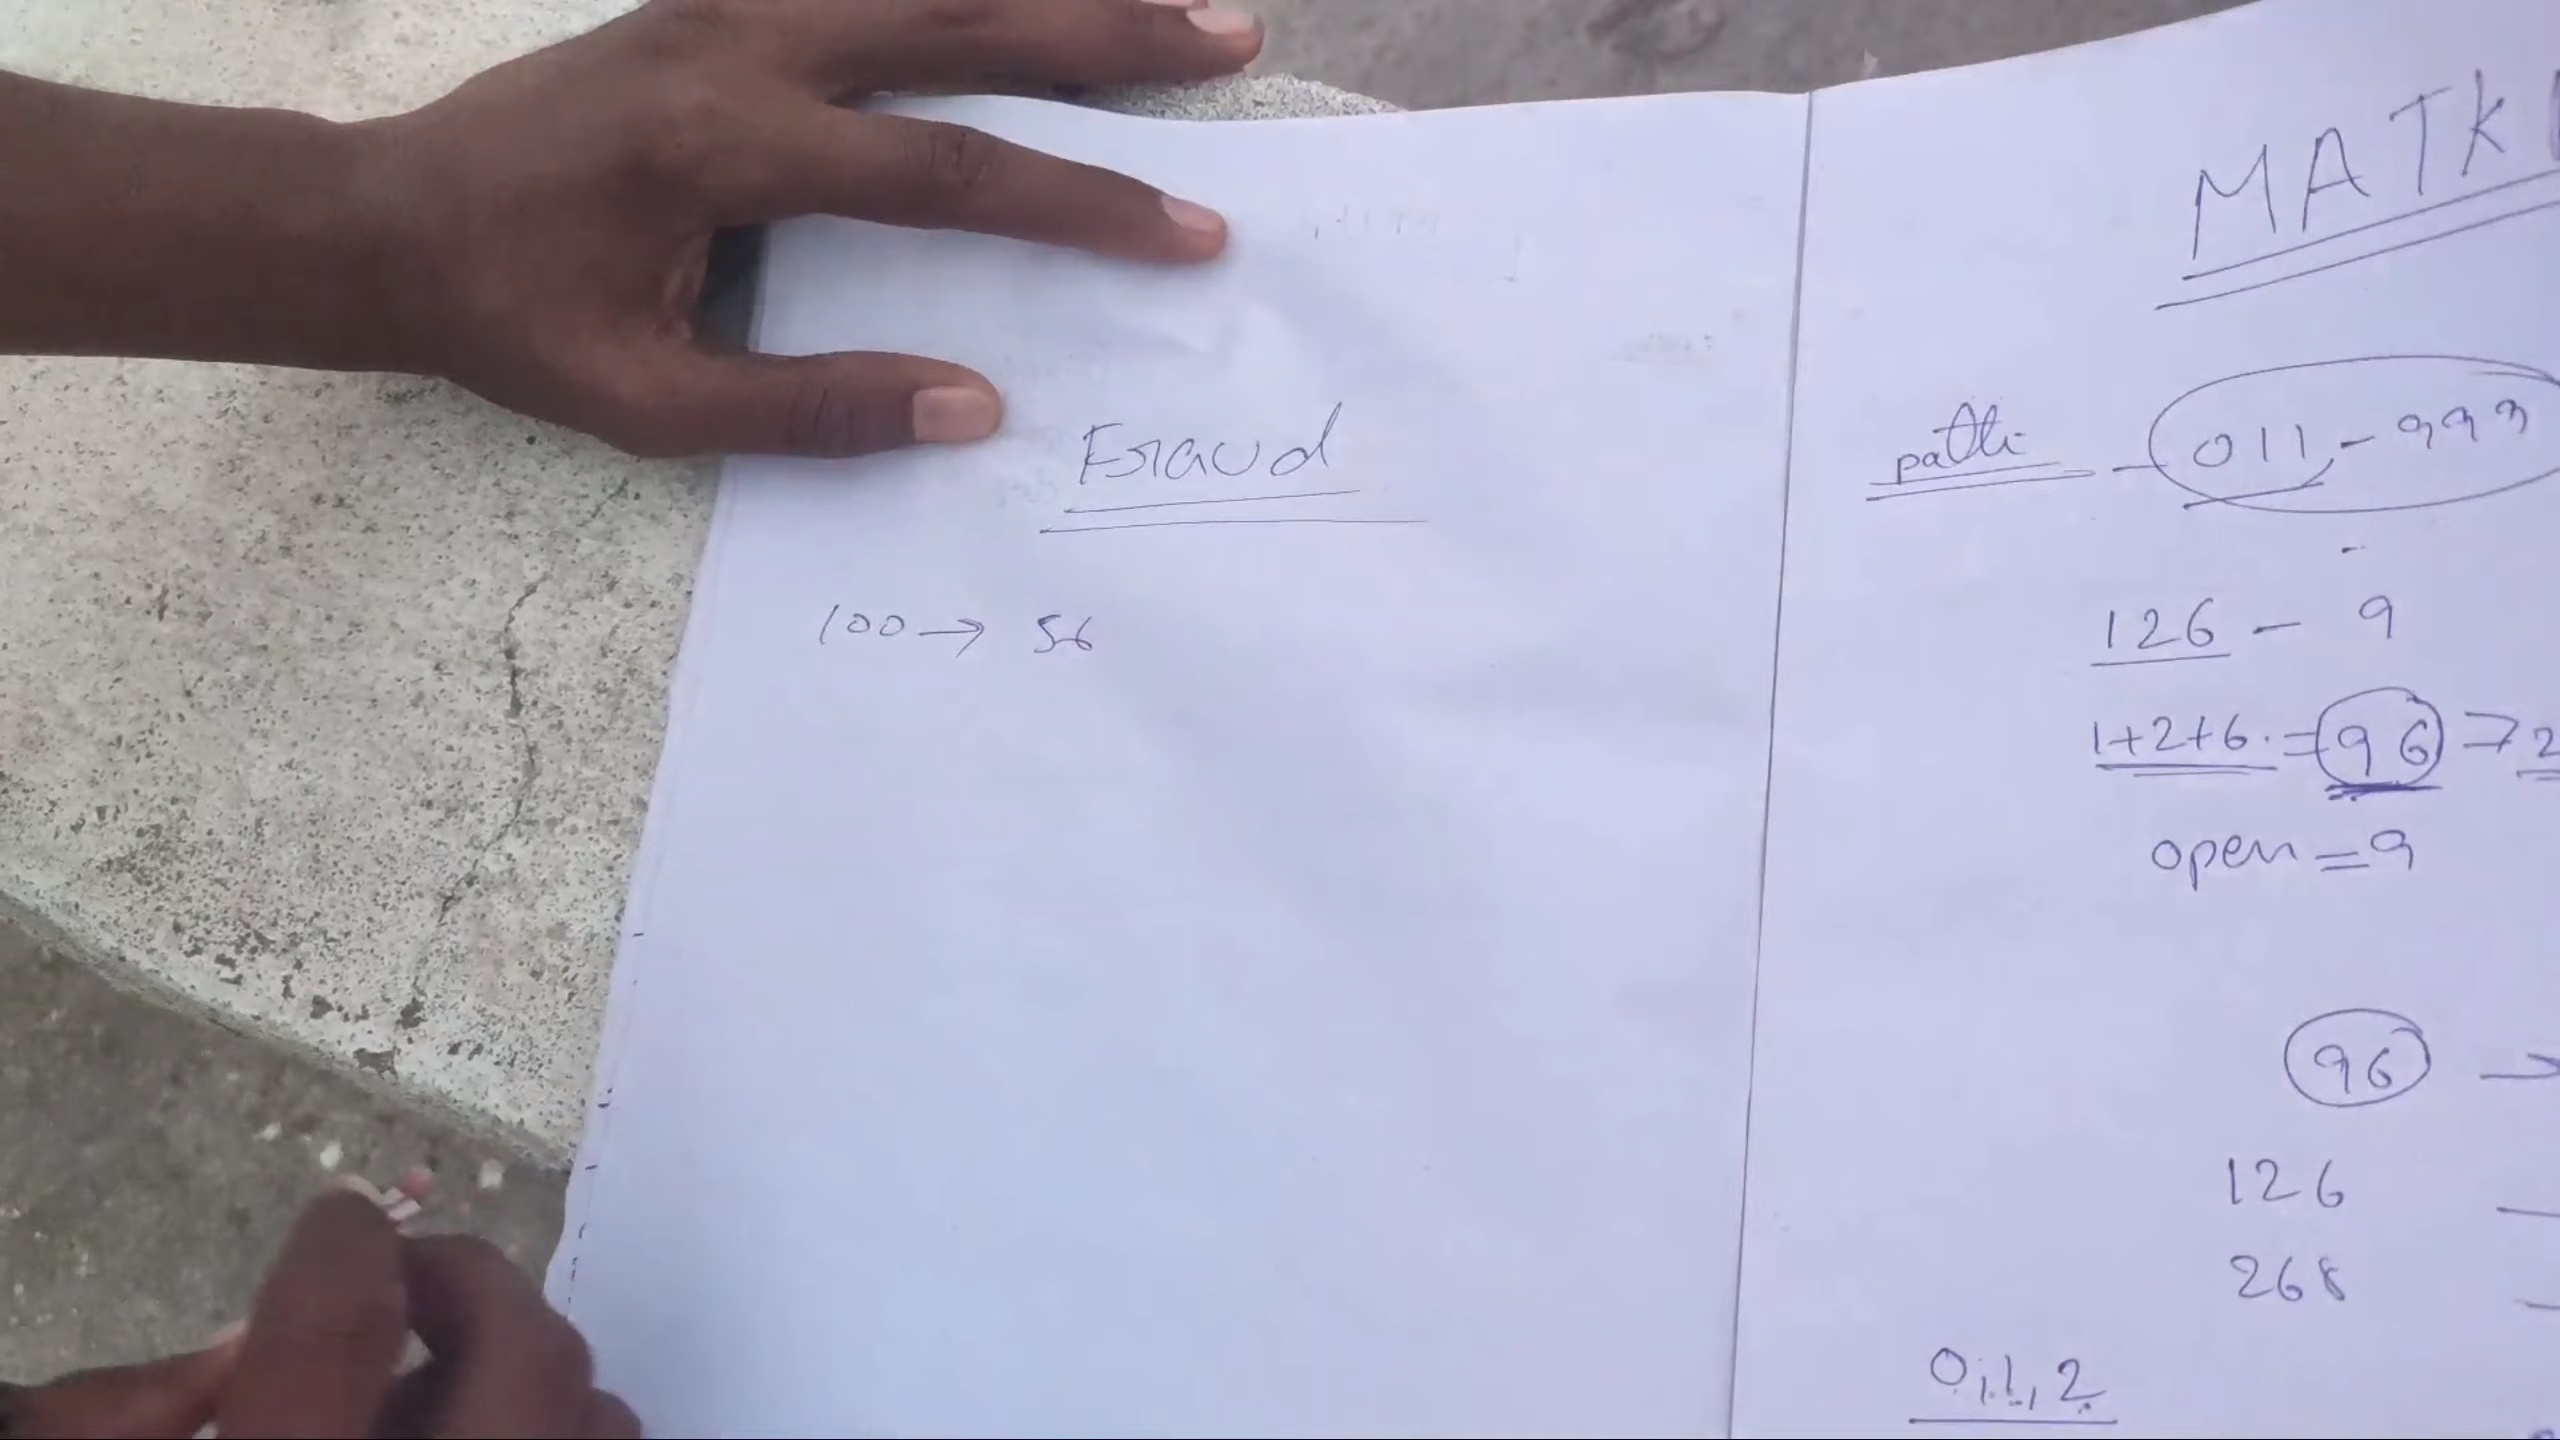 Fraud
100 → 56
MATK
patti - 011 - 999
126 - 9
1+2+6. = 96 => 2
open = 9
96 →
126
268
0,1,2